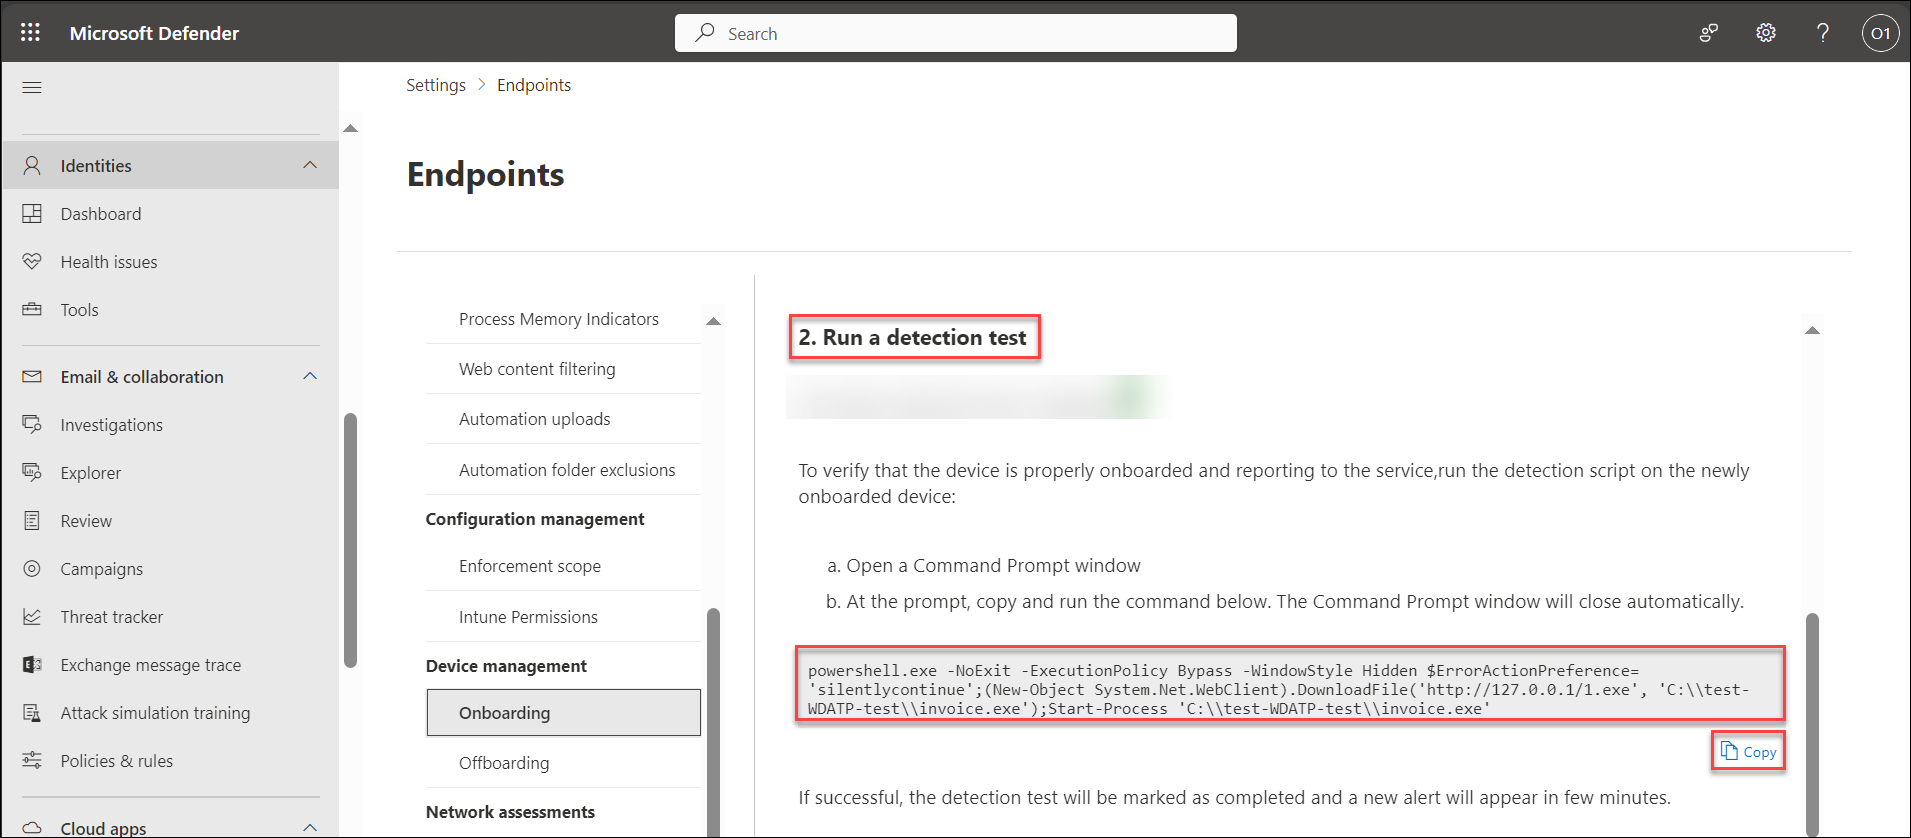 Microsoft Defender
Search
O1
Settings > Endpoints
Identities
Dashboard
Health issues
Tools
Email & collaboration
Investigations
Explorer
Review
Campaigns
Threat tracker
Exchange message trace
Attack simulation training
Policies & rules
Cloud apps
Endpoints
Process Memory Indicators
Web content filtering
Automation uploads
Automation folder exclusions
Configuration management
Enforcement scope
Intune Permissions
Device management
Onboarding
Offboarding
Network assessments
2. Run a detection test
To verify that the device is properly onboarded and reporting to the service,run the detection script on the newly
onboarded device:
a. Open a Command Prompt window
b. At the prompt, copy and run the command below. The Command Prompt window will close automatically.
powershell.exe -NoExit -ExecutionPolicy Bypass -WindowStyle Hidden $ErrorActionPreference=
'silentlycontinue';(New-Object System.Net.WebClient).DownloadFile('http://127.0.0.1/1.exe', 'C:\\test-
WDATP-test\\invoice.exe');Start-Process 'C:\\test-WDATP-test\\invoice.exe'
Copy
If successful, the detection test will be marked as completed and a new alert will appear in few minutes.